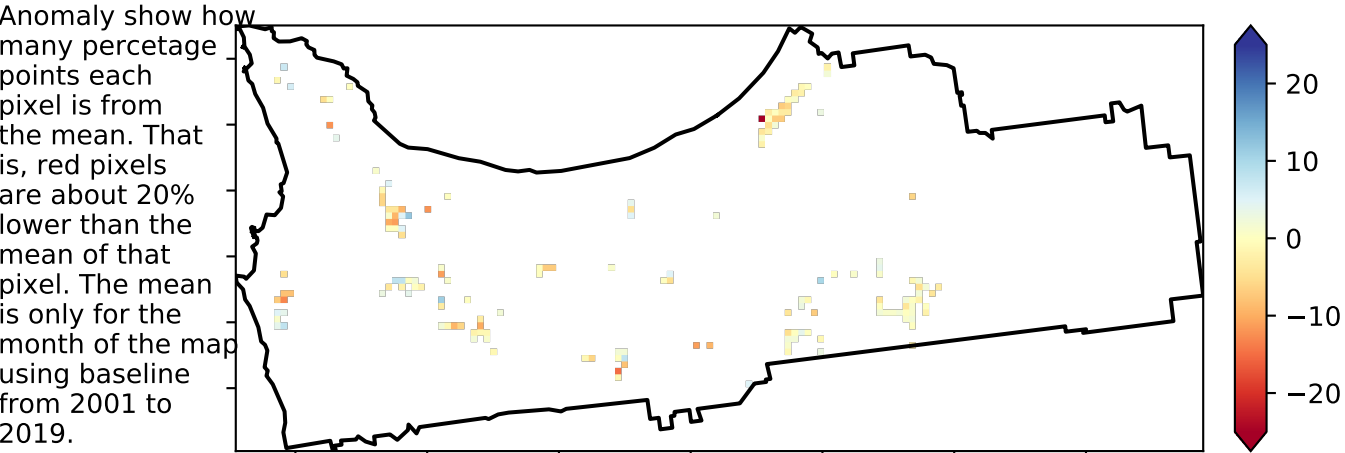 Anomaly show how
many percetage
points each
pixel is from
the mean. That
is, red pixels
are about 20%
lower than the
mean of that
pixel. The mean
is only for the
month of the map
using baseline
from 2001 to
2019.
20
10
0
−10
−20